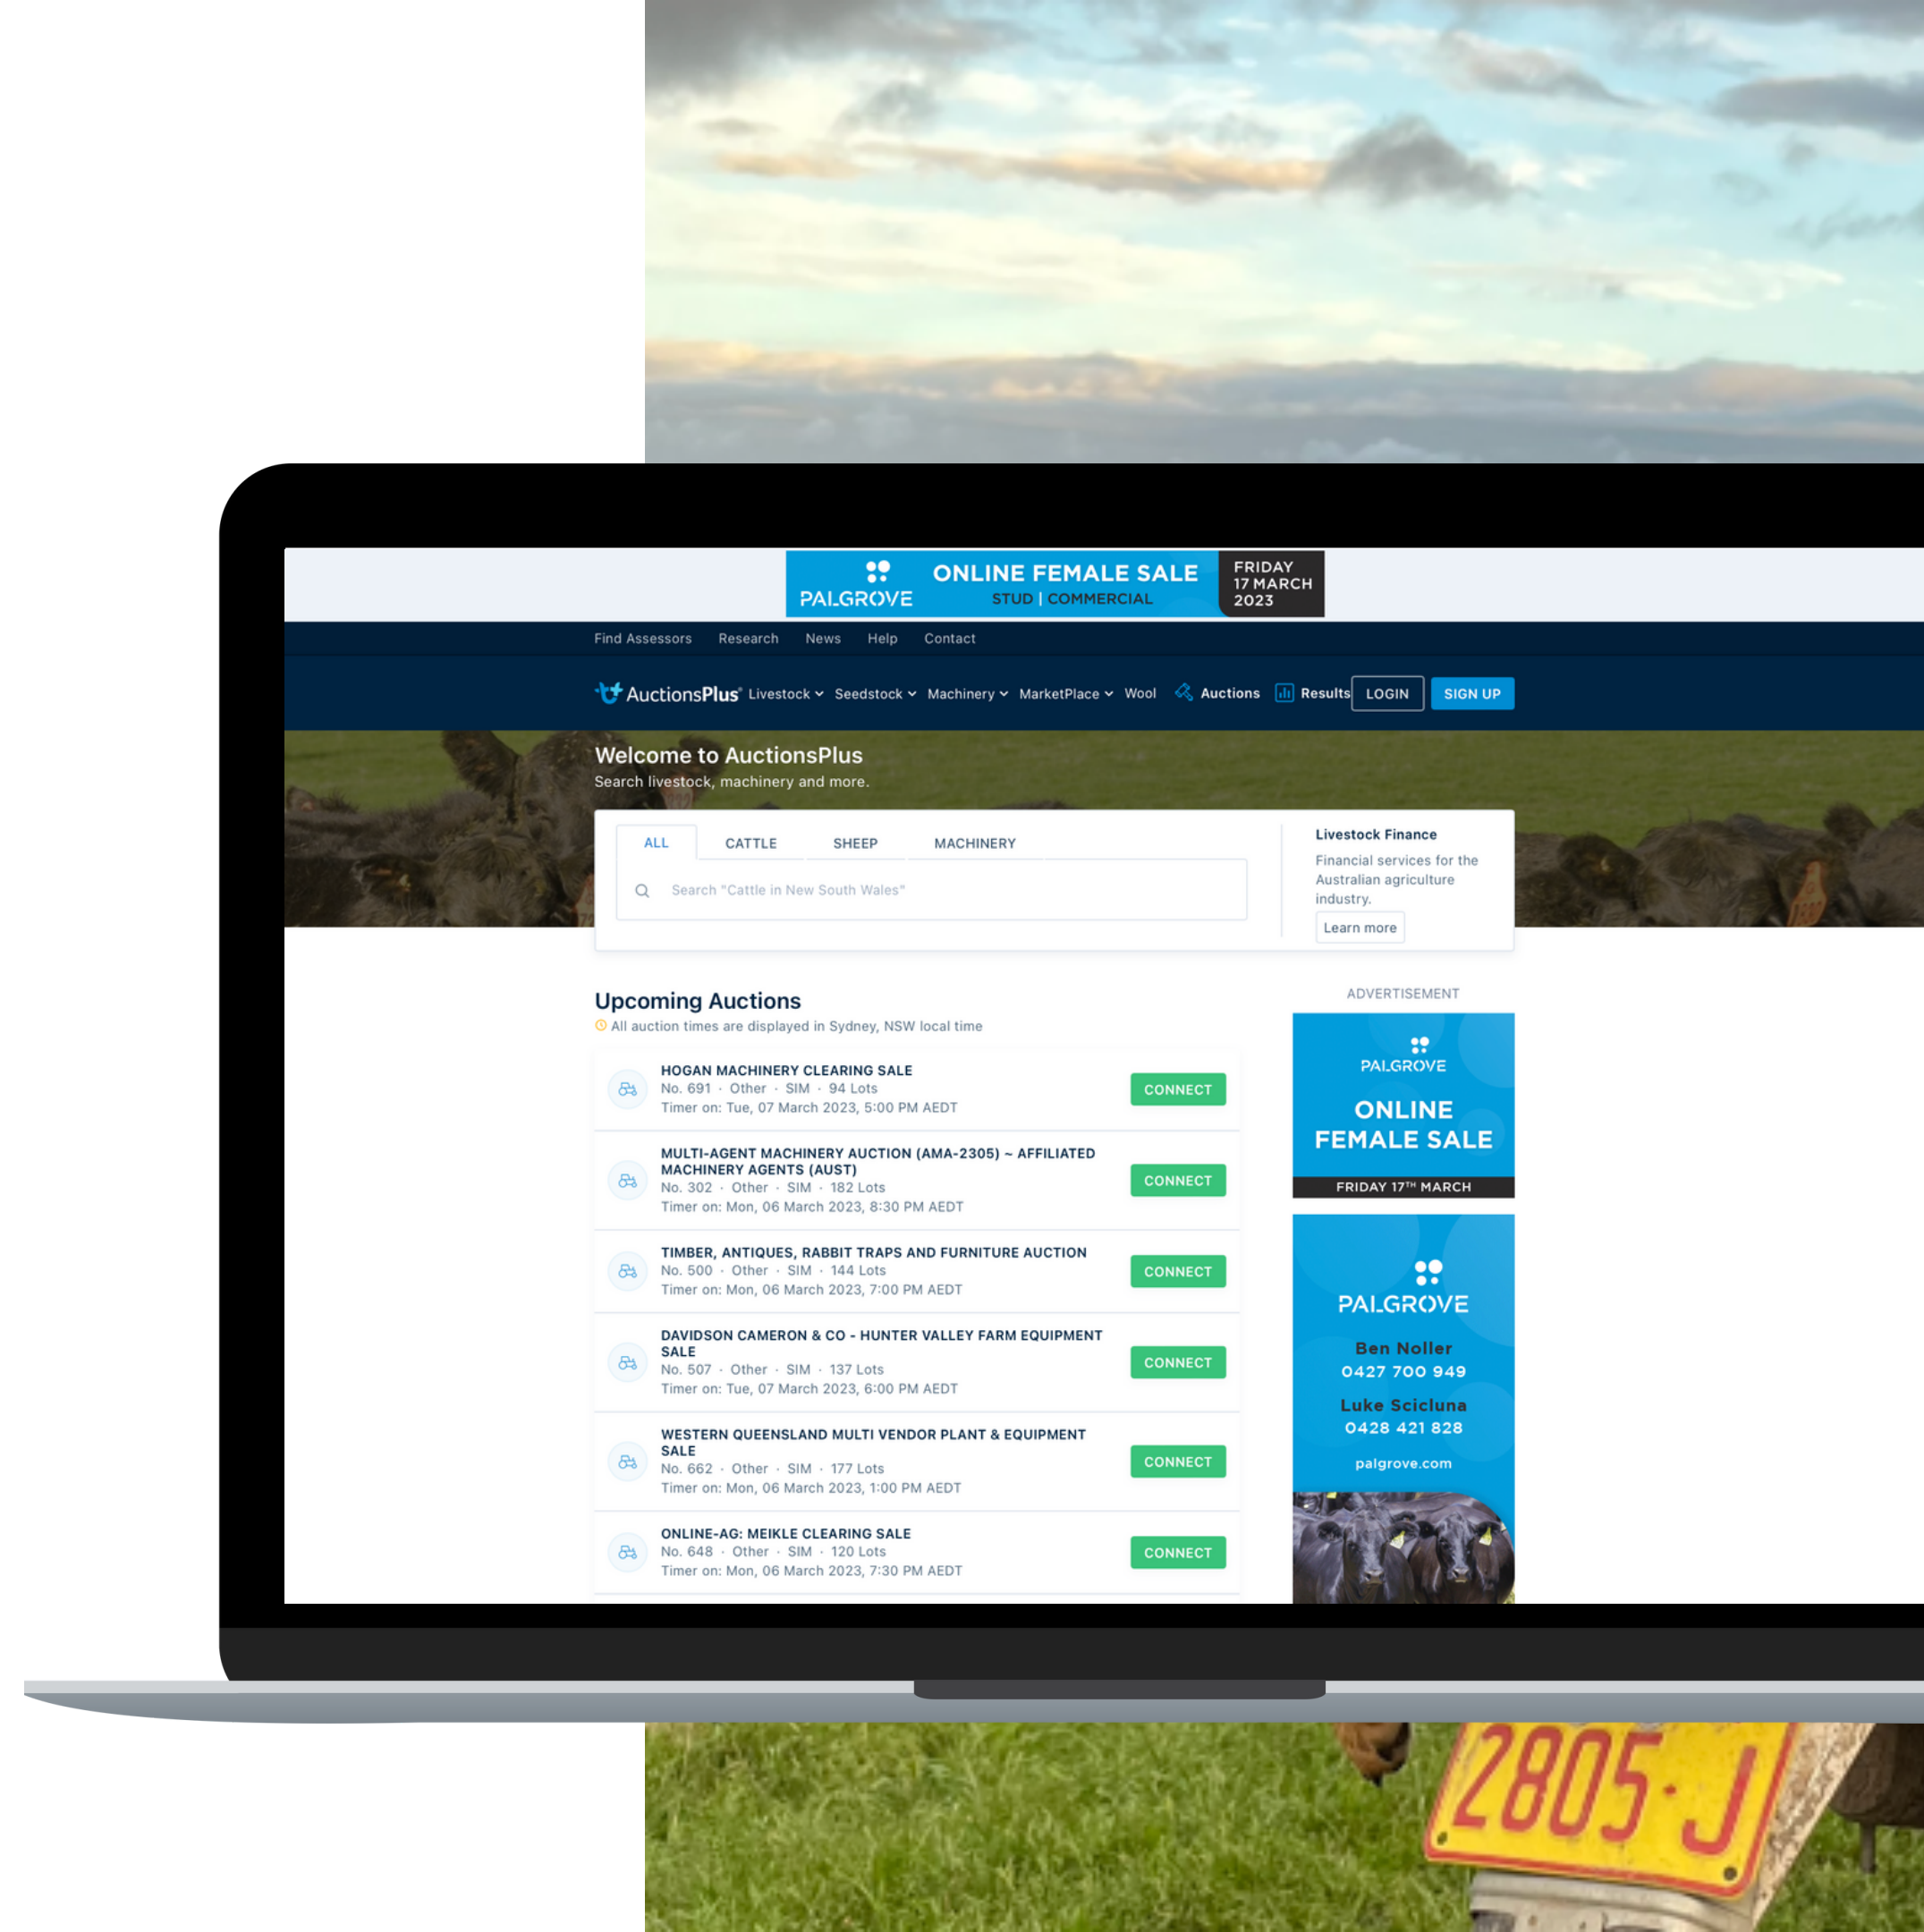 PALGROVE
ONLINE FEMALE SALE
STUD | COMMERCIAL
FRIDAY
17 MARCH
2023
Find Assessors Research News Help Contact
AuctionsPlus® Livestock Seedstock Machinery MarketPlace Wool Auctions Results LOGIN SIGN UP
Welcome to AuctionsPlus
Search livestock, machinery and more.
ALL CATTLE SHEEP MACHINERY
Search "Cattle in New South Wales"
Livestock Finance
Financial services for the
Australian agriculture
industry.
Learn more
Upcoming Auctions
All auction times are displayed in Sydney, NSW local time
HOGAN MACHINERY CLEARING SALE
No. 691 · Other · SIM · 94 Lots
Timer on: Tue, 07 March 2023, 5:00 PM AEDT
CONNECT
MULTI-AGENT MACHINERY AUCTION (AMA-2305) ~ AFFILIATED
MACHINERY AGENTS (AUST)
No. 302 · Other · SIM · 182 Lots
Timer on: Mon, 06 March 2023, 8:30 PM AEDT
CONNECT
TIMBER, ANTIQUES, RABBIT TRAPS AND FURNITURE AUCTION
No. 500 · Other · SIM · 144 Lots
Timer on: Mon, 06 March 2023, 7:00 PM AEDT
CONNECT
DAVIDSON CAMERON & CO - HUNTER VALLEY FARM EQUIPMENT
SALE
No. 507 · Other · SIM · 137 Lots
Timer on: Tue, 07 March 2023, 6:00 PM AEDT
CONNECT
WESTERN QUEENSLAND MULTI VENDOR PLANT & EQUIPMENT
SALE
No. 662 · Other · SIM · 177 Lots
Timer on: Mon, 06 March 2023, 1:00 PM AEDT
CONNECT
ONLINE-AG: MEIKLE CLEARING SALE
No. 648 · Other · SIM · 120 Lots
Timer on: Mon, 06 March 2023, 7:30 PM AEDT
CONNECT
ADVERTISEMENT
PALGROVE
ONLINE
FEMALE SALE
FRIDAY 17TH MARCH
PALGROVE
Ben Noller
0427 700 949
Luke Scicluna
0428 421 828
palgrove.com
2805·J